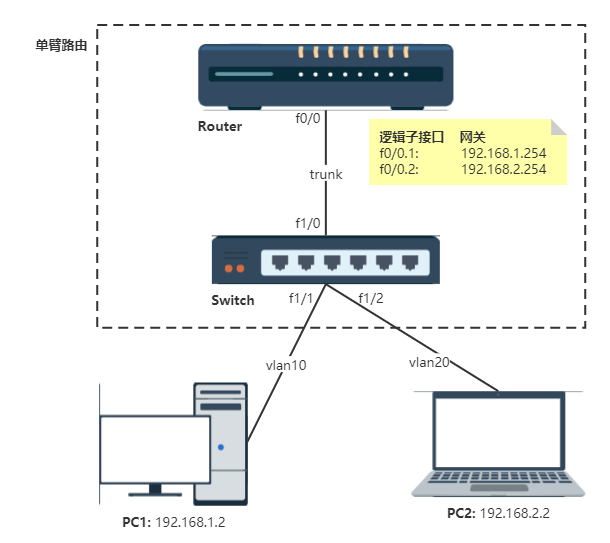 单臂路由
Router
f0/0
逻辑子接口 网关
f0/0.1: 192.168.1.254
f0/0.2: 192.168.2.254
trunk
f1/0
Switch
f1/1
f1/2
vlan10
vlan20
PC1: 192.168.1.2
PC2: 192.168.2.2